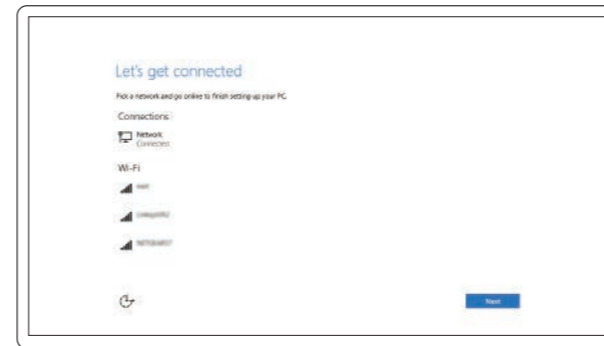 Let's get connected
Pick a network and go online to finish setting up your PC.
Connections
Network
Connected
Wi-Fi
Next